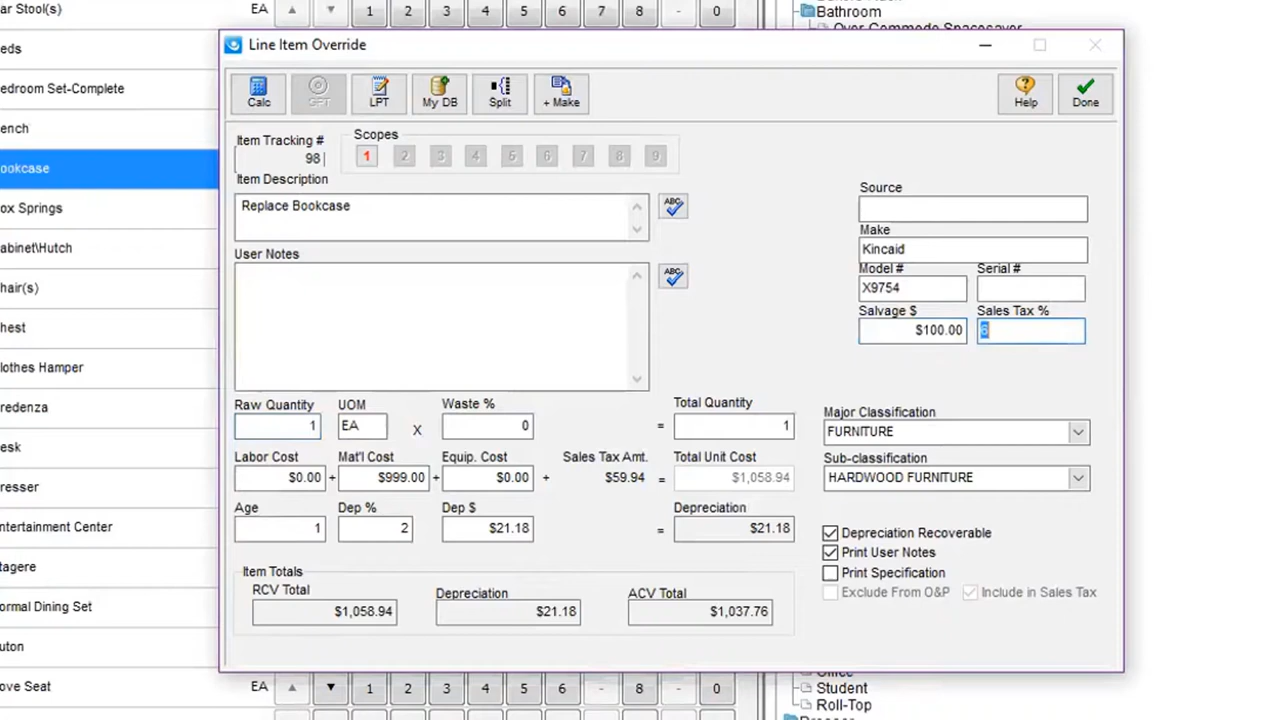 ar Stool(s)
EA
1 2 3 4 5 6 7 8 - 0
Bathroom
Over Commode Spacesaver
eds
edroom Set-Complete
ench
ookcase
ox Springs
abinet\Hutch
hair(s)
hest
lothes Hamper
redenza
esk
resser
ntertainment Center
tagere
ormal Dining Set
uton
ove Seat
EA
1 2 3 4 5 6 - 8 - 0
Office
Student
Roll-Top
Line Item Override
Calc
GPT
LPT
My DB
Split
+ Make
Help
Done
Item Tracking #
98
Scopes
1 2 3 4 5 6 7 8 9
Item Description
Replace Bookcase
ABC
User Notes
ABC
Source
Make
Kincaid
Model # Serial #
X9754
Salvage $ Sales Tax %
$100.00 6
Raw Quantity UOM Waste % Total Quantity
1 EA X 0 = 1
Labor Cost Mat'l Cost Equip. Cost Sales Tax Amt. Total Unit Cost
$0.00 + $999.00 + $0.00 + $59.94 = $1,058.94
Age Dep % Dep $ Depreciation
1 2 $21.18 = $21.18
Item Totals
RCV Total Depreciation ACV Total
$1,058.94 $21.18 $1,037.76
Major Classification
FURNITURE
Sub-classification
HARDWOOD FURNITURE
Depreciation Recoverable
Print User Notes
Print Specification
Exclude From O&P Include in Sales Tax